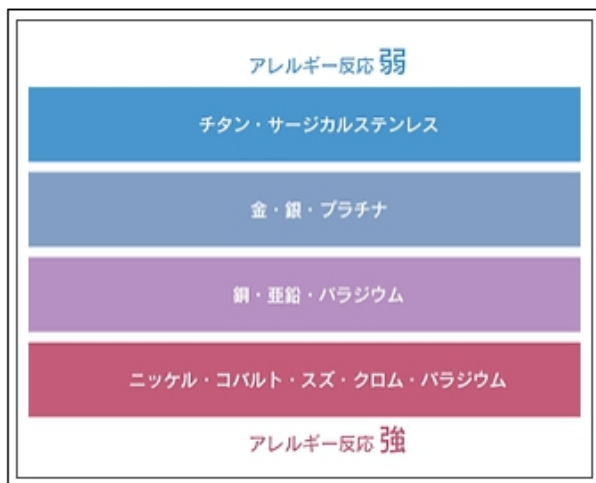 アレルギー反応 弱
チタン・サージカルステンレス
金・銀・プラチナ
銅・亜鉛・パラジウム
ニッケル・コバルト・スズ・クロム・パラジウム
アレルギー反応 強